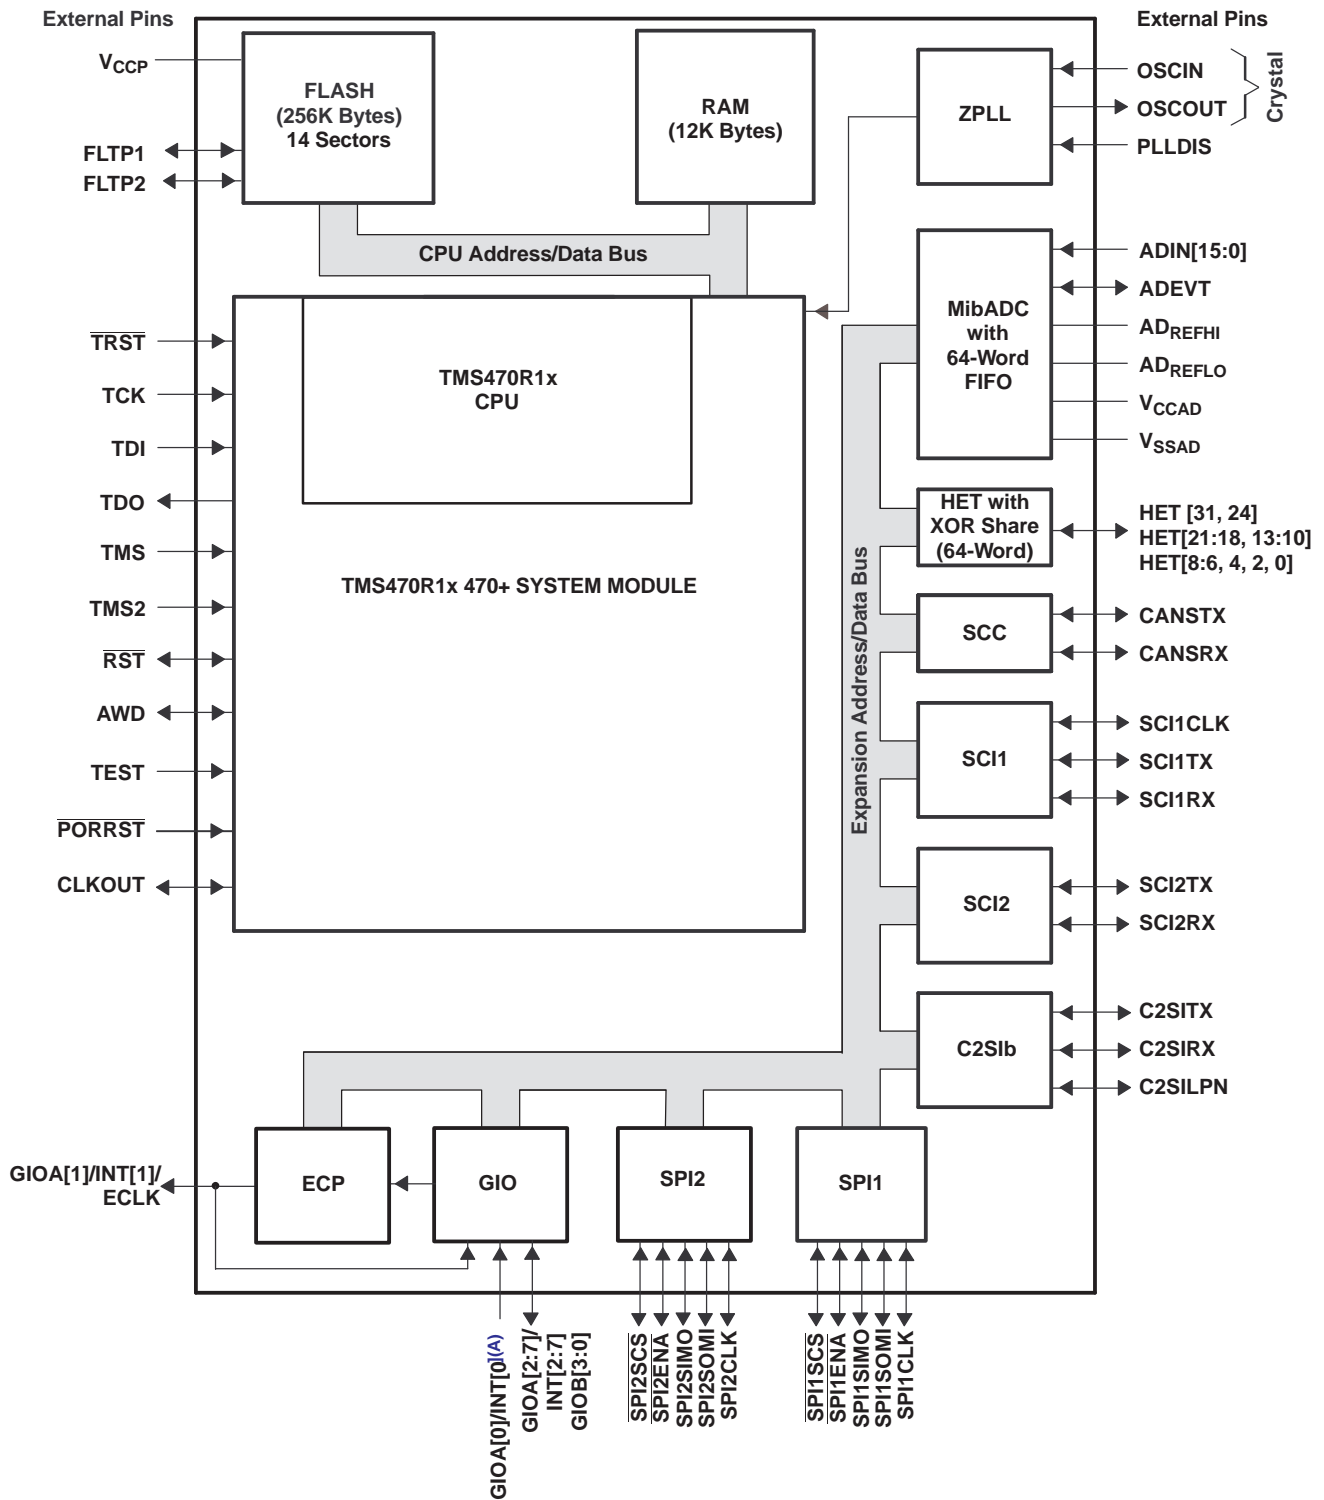 External Pins
External Pins
VCCP
FLTP1
FLTP2
FLASH
(256K Bytes)
14 Sectors
RAM
(12K Bytes)
ZPLL
OSCIN
OSCOUT
PLLDIS
Crystal
CPU Address/Data Bus
TRST
TCK
TDI
TDO
TMS
TMS2
RST
AWD
TEST
PORRST
CLKOUT
TMS470R1x
CPU
TMS470R1x 470+ SYSTEM MODULE
Expansion Address/Data Bus
MibADC
with
64-Word
FIFO
ADIN[15:0]
ADEVT
ADREFHI
ADREFLO
VCCAD
VSSAD
HET with
XOR Share
(64-Word)
HET [31, 24]
HET[21:18, 13:10]
HET[8:6, 4, 2, 0]
SCC
CANSTX
CANSRX
SCI1
SCI1CLK
SCI1TX
SCI1RX
SCI2
SCI2TX
SCI2RX
C2SIb
C2SITX
C2SIRX
C2SILPN
GIOA[1]/INT[1]/
ECLK
ECP
GIO
SPI2
SPI1
GIOA[0]/INT[0](A)
GIOA[2:7]/
INT[2:7]
GIOB[3:0]
SPI2SCS
SPI2ENA
SPI2SIMO
SPI2SOMI
SPI2CLK
SPI1SCS
SPI1ENA
SPI1SIMO
SPI1SOMI
SPI1CLK